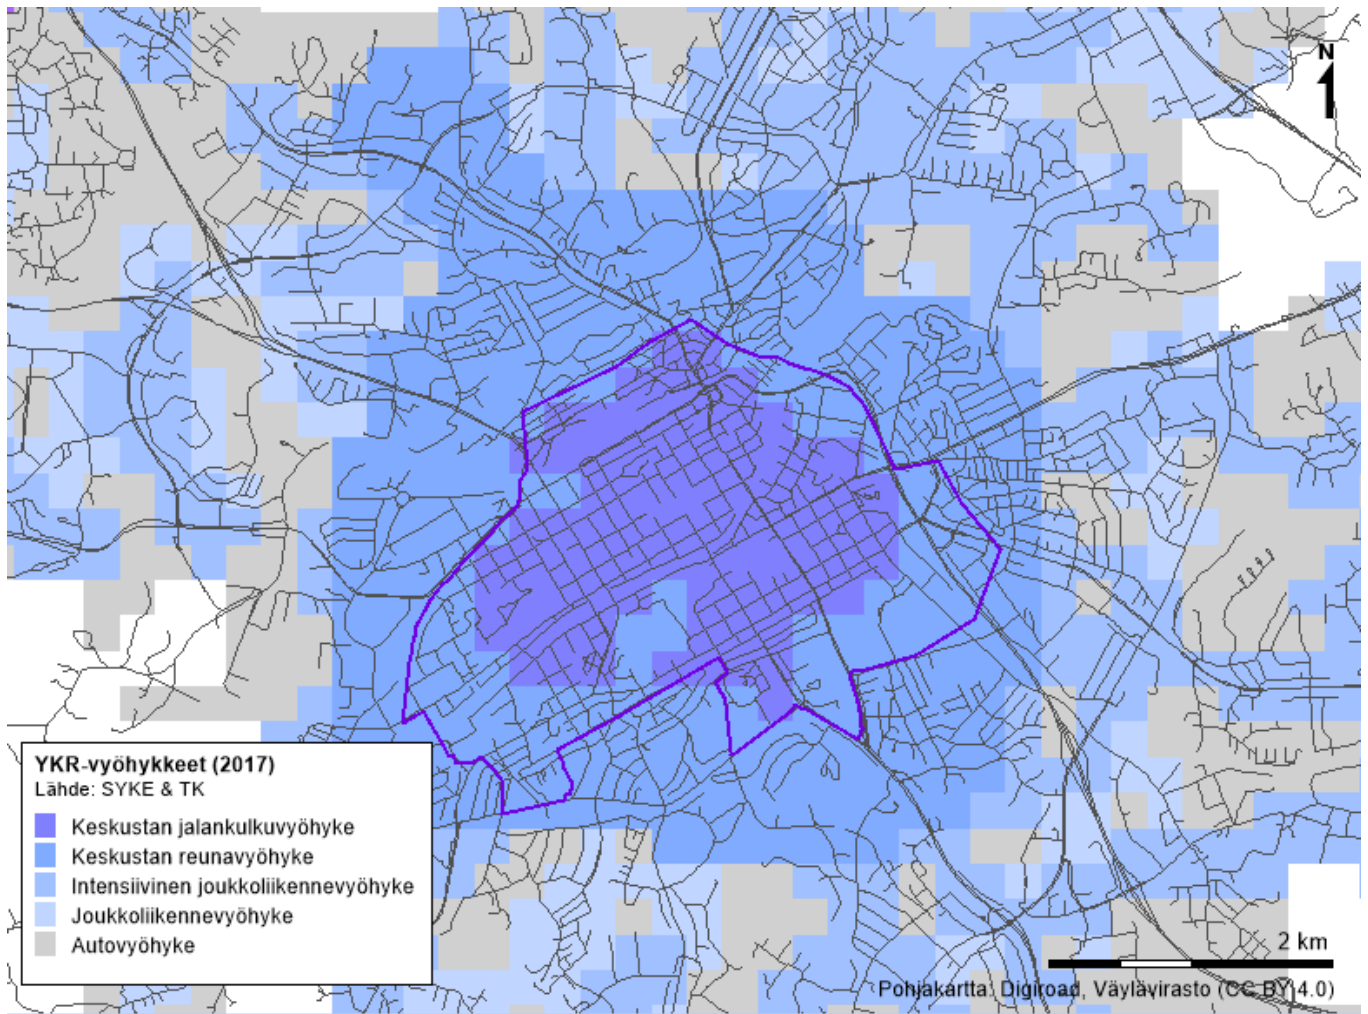 N
YKR-vyöhykkeet (2017)
Lähde: SYKE & TK
Keskustan jalankulkuvyöhyke
Keskustan reunavyöhyke
Intensiivinen joukkoliikennevyöhyke
Joukkoliikennevyöhyke
Autovyöhyke
2 km
Pohjakartta: Digiroad, Väylävirasto (CC BY 4.0)